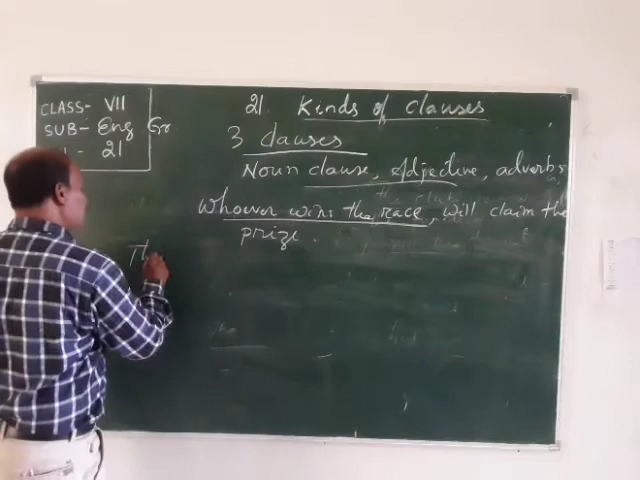 CLASS- VII
SUB- Eng Gr
21
21. Kinds of Clauses
3 clauses
Noun clause, Adjective, adverbs
Whoever wins the race, will claim the
prize.
Th